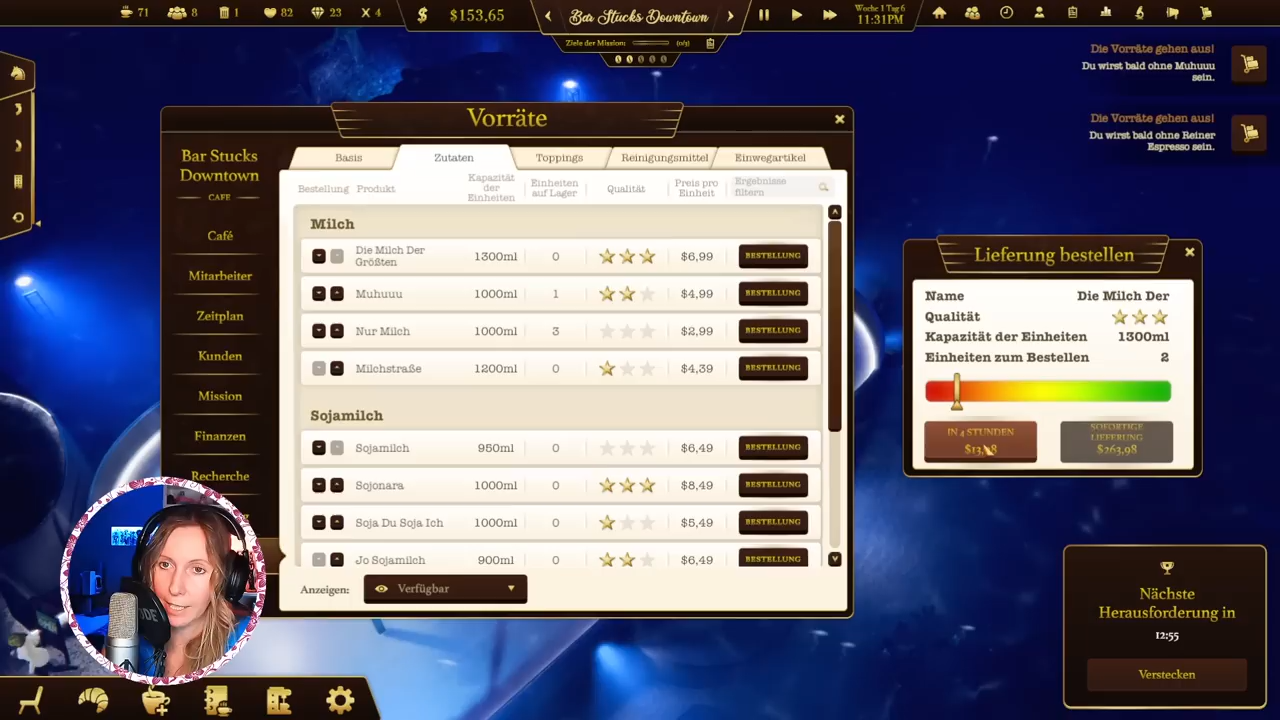 71
8
1
82
23
4
$ $153,65
Bar Stucks Downtown
Ziele der Mission:
(0/3)
Woche 1 Tag 6
11:31PM
Die Vorräte gehen aus!
Du wirst bald ohne Muhuuu
sein.
Die Vorräte gehen aus!
Du wirst bald ohne Reiner
Espresso sein.
Vorräte
Bar Stucks
Downtown
CAFE
Café
Mitarbeiter
Zeitplan
Kunden
Mission
Finanzen
Recherche
Basis
Zutaten
Toppings
Reinigungsmittel
Einwegartikel
Bestellung
Produkt
Kapazität
der
Einheiten
Einheiten
auf Lager
Qualität
Preis pro
Einheit
Ergebnisse
filtern
Milch
Die Milch Der
Größten
1300ml
0
$6,99
BESTELLUNG
Muhuuu
1000ml
1
$4,99
BESTELLUNG
Nur Milch
1000ml
3
$2,99
BESTELLUNG
Milchstraße
1200ml
0
$4,39
BESTELLUNG
Sojamilch
Sojamilch
950ml
0
$6,49
BESTELLUNG
Sojonara
1000ml
0
$8,49
BESTELLUNG
Soja Du Soja Ich
1000ml
0
$5,49
BESTELLUNG
Jo Sojamilch
900ml
0
$6,49
BESTELLUNG
Anzeigen:
Verfügbar
Lieferung bestellen
Name
Die Milch Der
Qualität
Kapazität der Einheiten
1300ml
Einheiten zum Bestellen
2
IN 4 STUNDEN
SOFORTIGE
LIEFERUNG
$263,98
Nächste
Herausforderung in
12:55
Verstecken